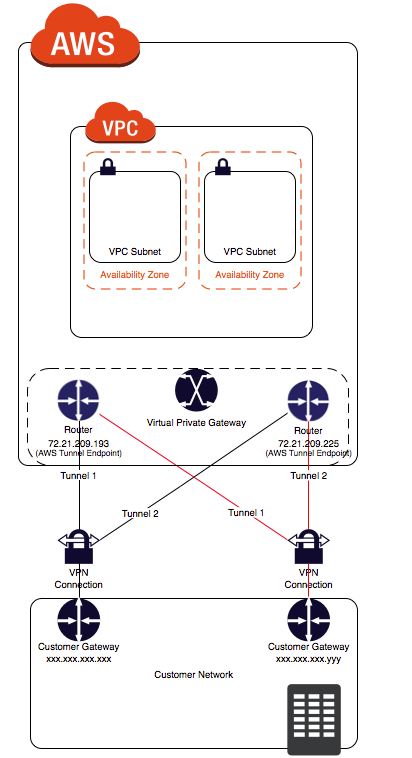 AWS
VPC
VPC Subnet
VPC Subnet
Availability Zone
Availability Zone
Virtual Private Gateway
Router
72.21.209.193
(AWS Tunnel Endpoint)
Router
72.21.209.225
(AWS Tunnel Endpoint)
Tunnel 1
Tunnel 2
Tunnel 2
Tunnel 1
VPN
Connection
VPN
Connection
Customer Gateway
xxx.xxx.xxx.xxx
Customer Gateway
xxx.xxx.xxx.yyy
Customer Network